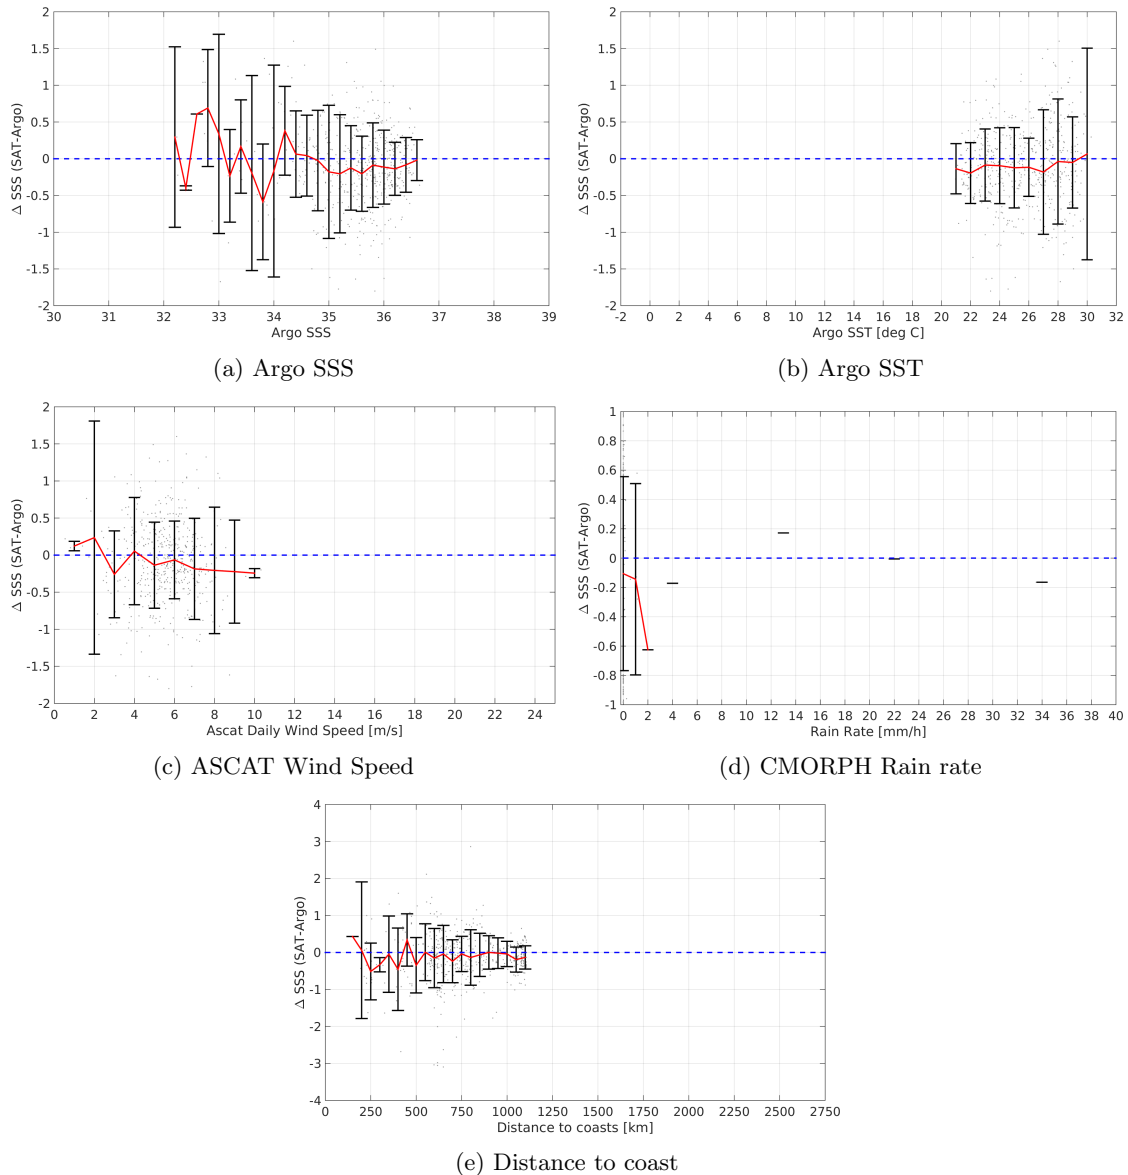 2
1.5
1
0.5
0
-0.5
-1
-1.5
-2
Δ SSS (SAT-Argo)
30 31 32 33 34 35 36 37 38 39
Argo SSS
(a) Argo SSS
2
1.5
1
0.5
0
-0.5
-1
-1.5
-2
Δ SSS (SAT-Argo)
-2 0 2 4 6 8 10 12 14 16 18 20 22 24 26 28 30 32
Argo SST [deg C]
(b) Argo SST
2
1.5
1
0.5
0
-0.5
-1
-1.5
-2
Δ SSS (SAT-Argo)
0 2 4 6 8 10 12 14 16 18 20 22 24
Ascat Daily Wind Speed [m/s]
(c) ASCAT Wind Speed
1
0.8
0.6
0.4
0.2
0
-0.2
-0.4
-0.6
-0.8
-1
Δ SSS (SAT-Argo)
0 2 4 6 8 10 12 14 16 18 20 22 24 26 28 30 32 34 36 38 40
Rain Rate [mm/h]
(d) CMORPH Rain rate
4
3
2
1
0
-1
-2
-3
-4
Δ SSS (SAT-Argo)
0 250 500 750 1000 1250 1500 1750 2000 2250 2500 2750
Distance to coasts [km]
(e) Distance to coast